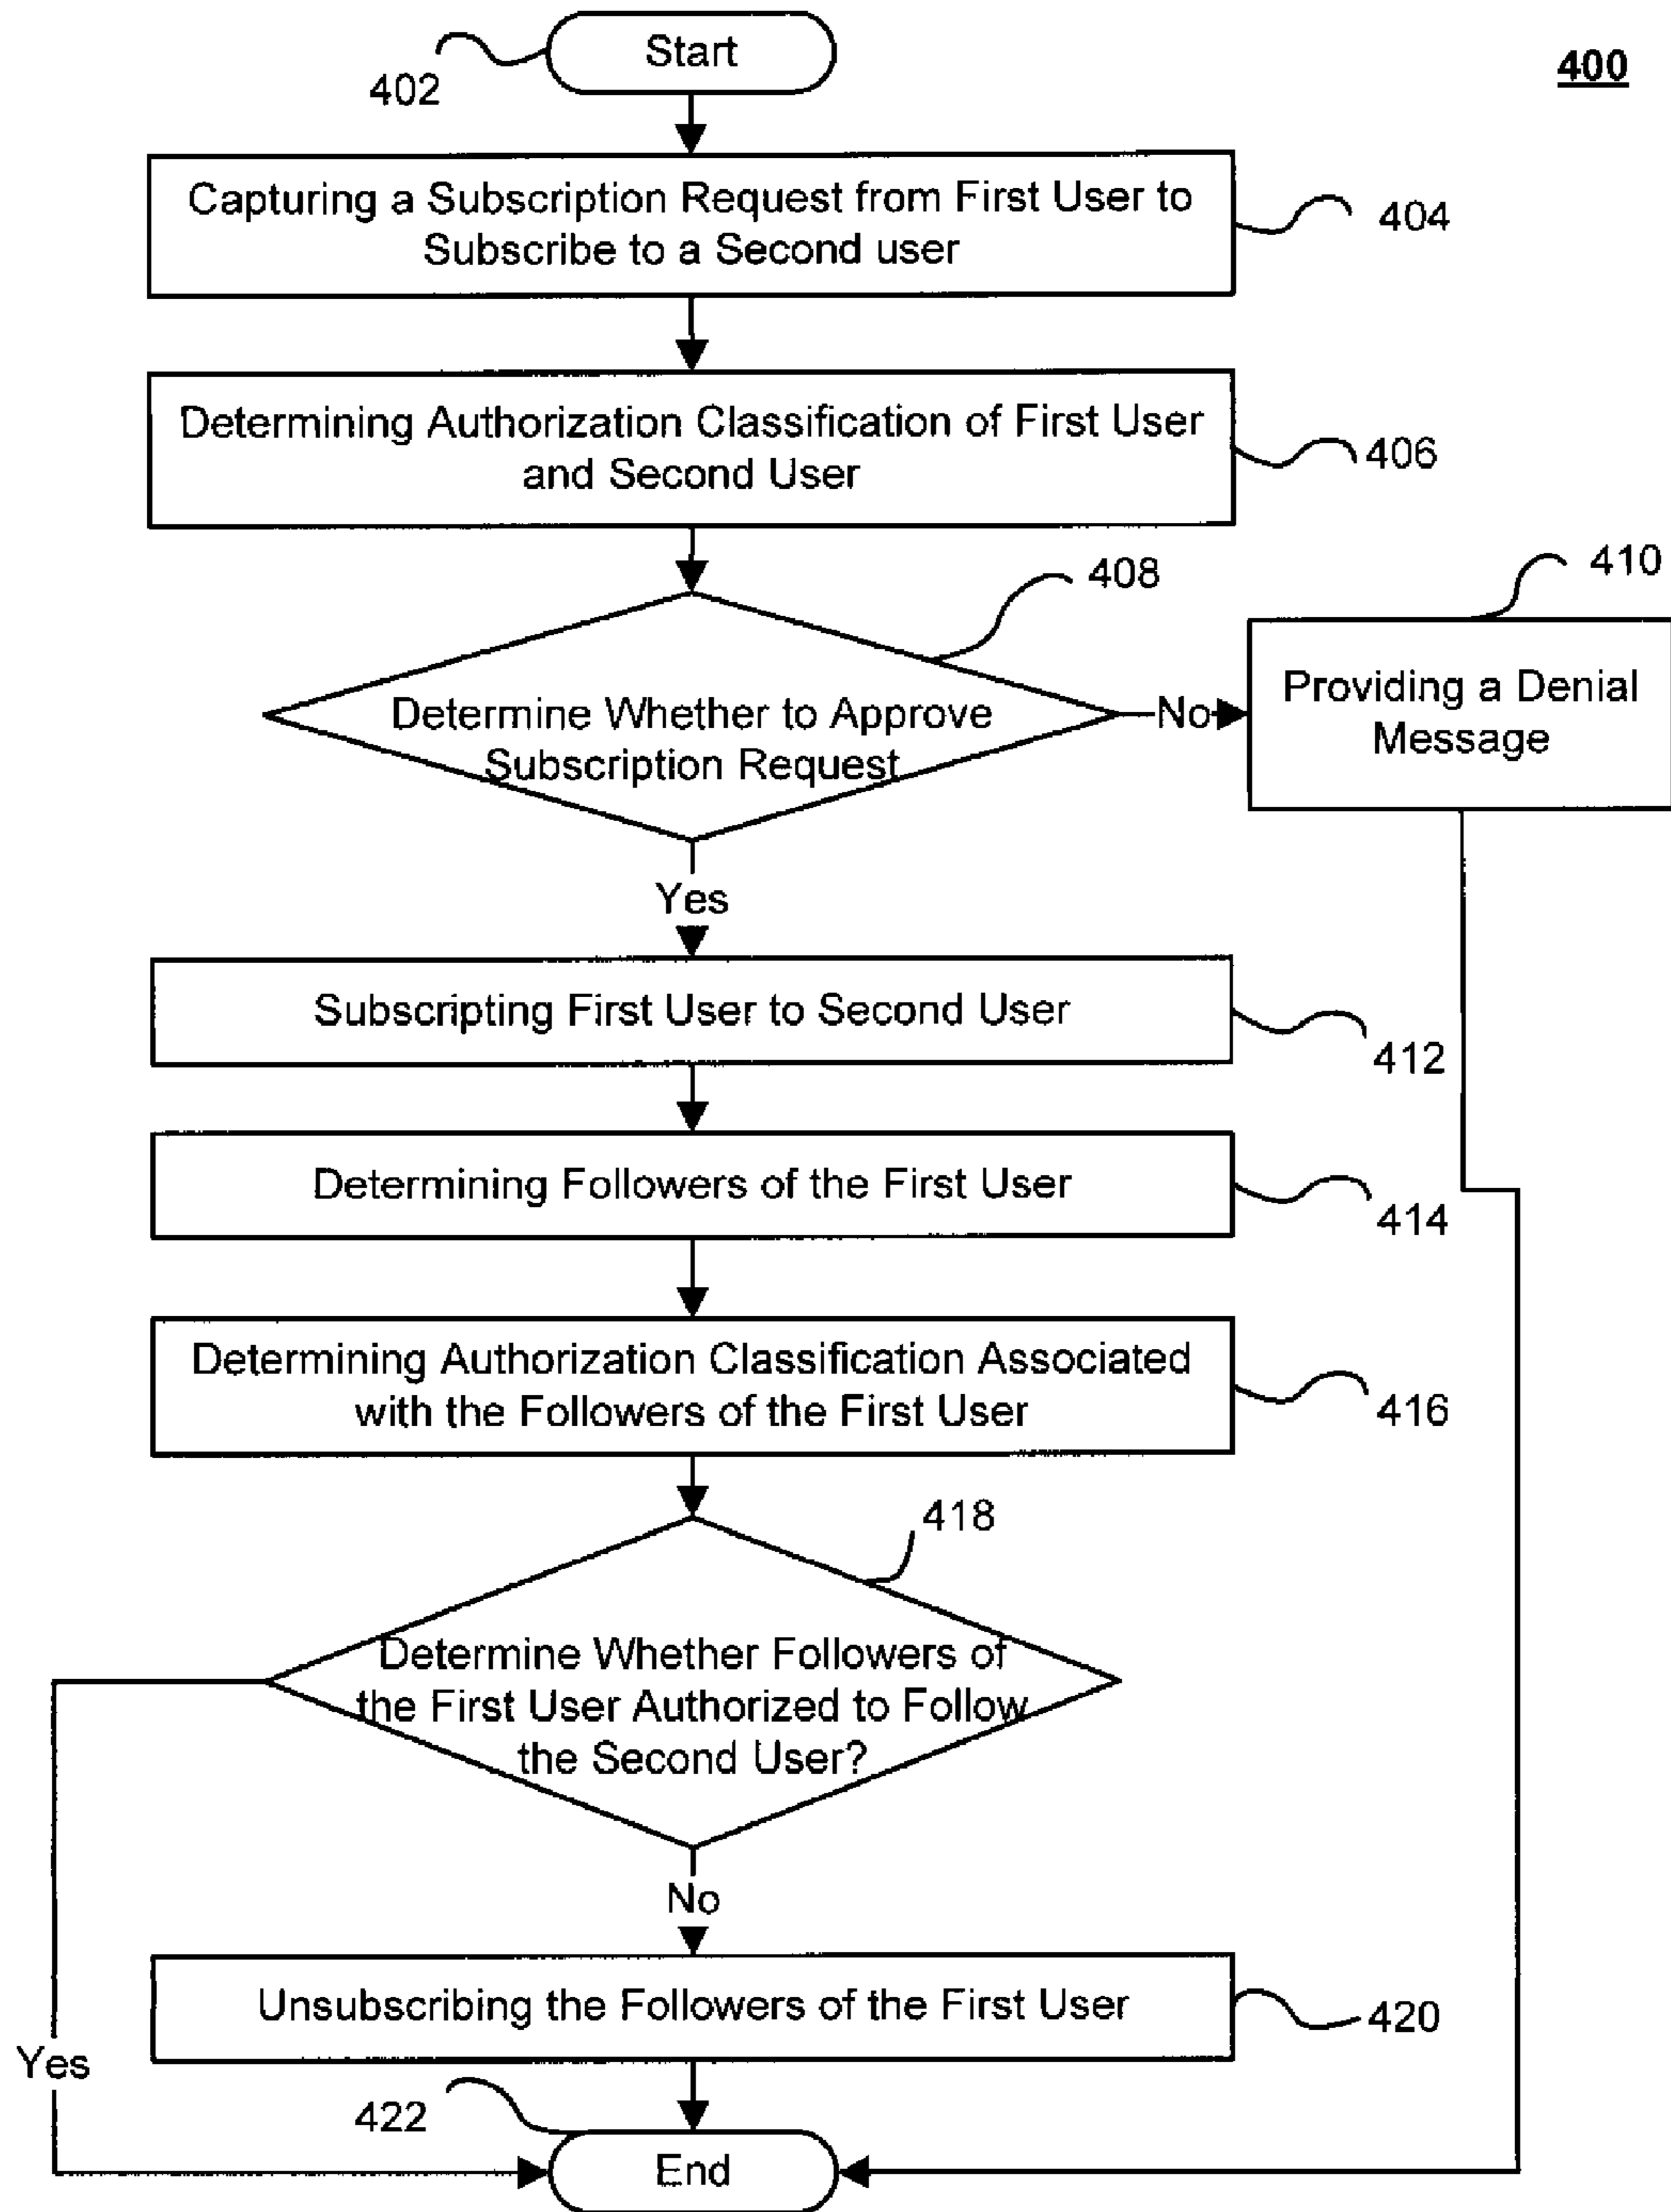 Start
402
400
Capturing a Subscription Request from First User to
Subscribe to a Second user
404
Determining Authorization Classification of First User
and Second User
406
408
410
Determine Whether to Approve
Subscription Request
No
Providing a Denial
Message
Yes
Subscripting First User to Second User
412
Determining Followers of the First User
414
Determining Authorization Classification Associated
with the Followers of the First User
416
418
Determine Whether Followers of
the First User Authorized to Follow
the Second User?
No
Unsubscribing the Followers of the First User
420
Yes
422
End